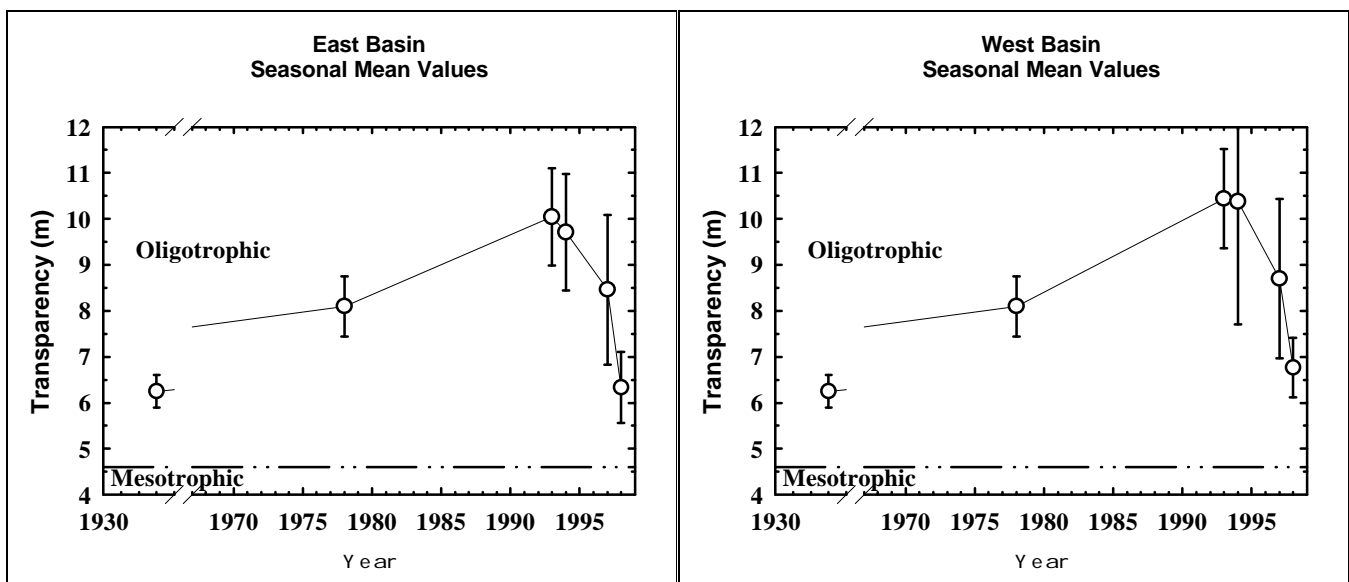 East Basin
Seasonal Mean Values
12
11
10
9
8
7
6
5
4
Transparency (m)
Oligotrophic
Mesotrophic
1930 1970 1975 1980 1985 1990 1995
Year
West Basin
Seasonal Mean Values
12
11
10
9
8
7
6
5
4
Transparency (m)
Oligotrophic
Mesotrophic
1930 1970 1975 1980 1985 1990 1995
Year